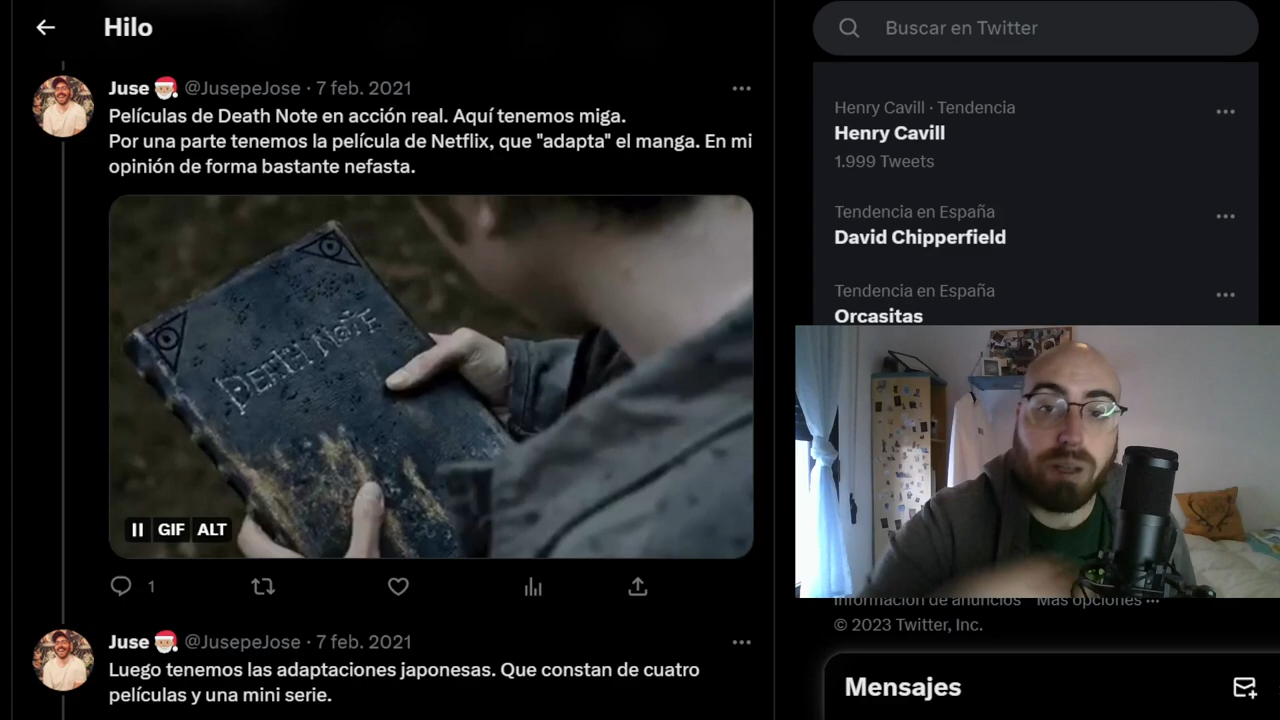 Hilo
Juse @JusepeJose · 7 feb. 2021
Películas de Death Note en acción real. Aquí tenemos miga.
Por una parte tenemos la película de Netflix, que "adapta" el manga. En mi
opinión de forma bastante nefasta.
DEATH NOTE
GIF ALT
1
Juse @JusepeJose · 7 feb. 2021
Luego tenemos las adaptaciones japonesas. Que constan de cuatro
películas y una mini serie.
Buscar en Twitter
Henry Cavill · Tendencia
Henry Cavill
1.999 Tweets
Tendencia en España
David Chipperfield
Tendencia en España
Orcasitas
Información de anuncios Más opciones ···
© 2023 Twitter, Inc.
Mensajes